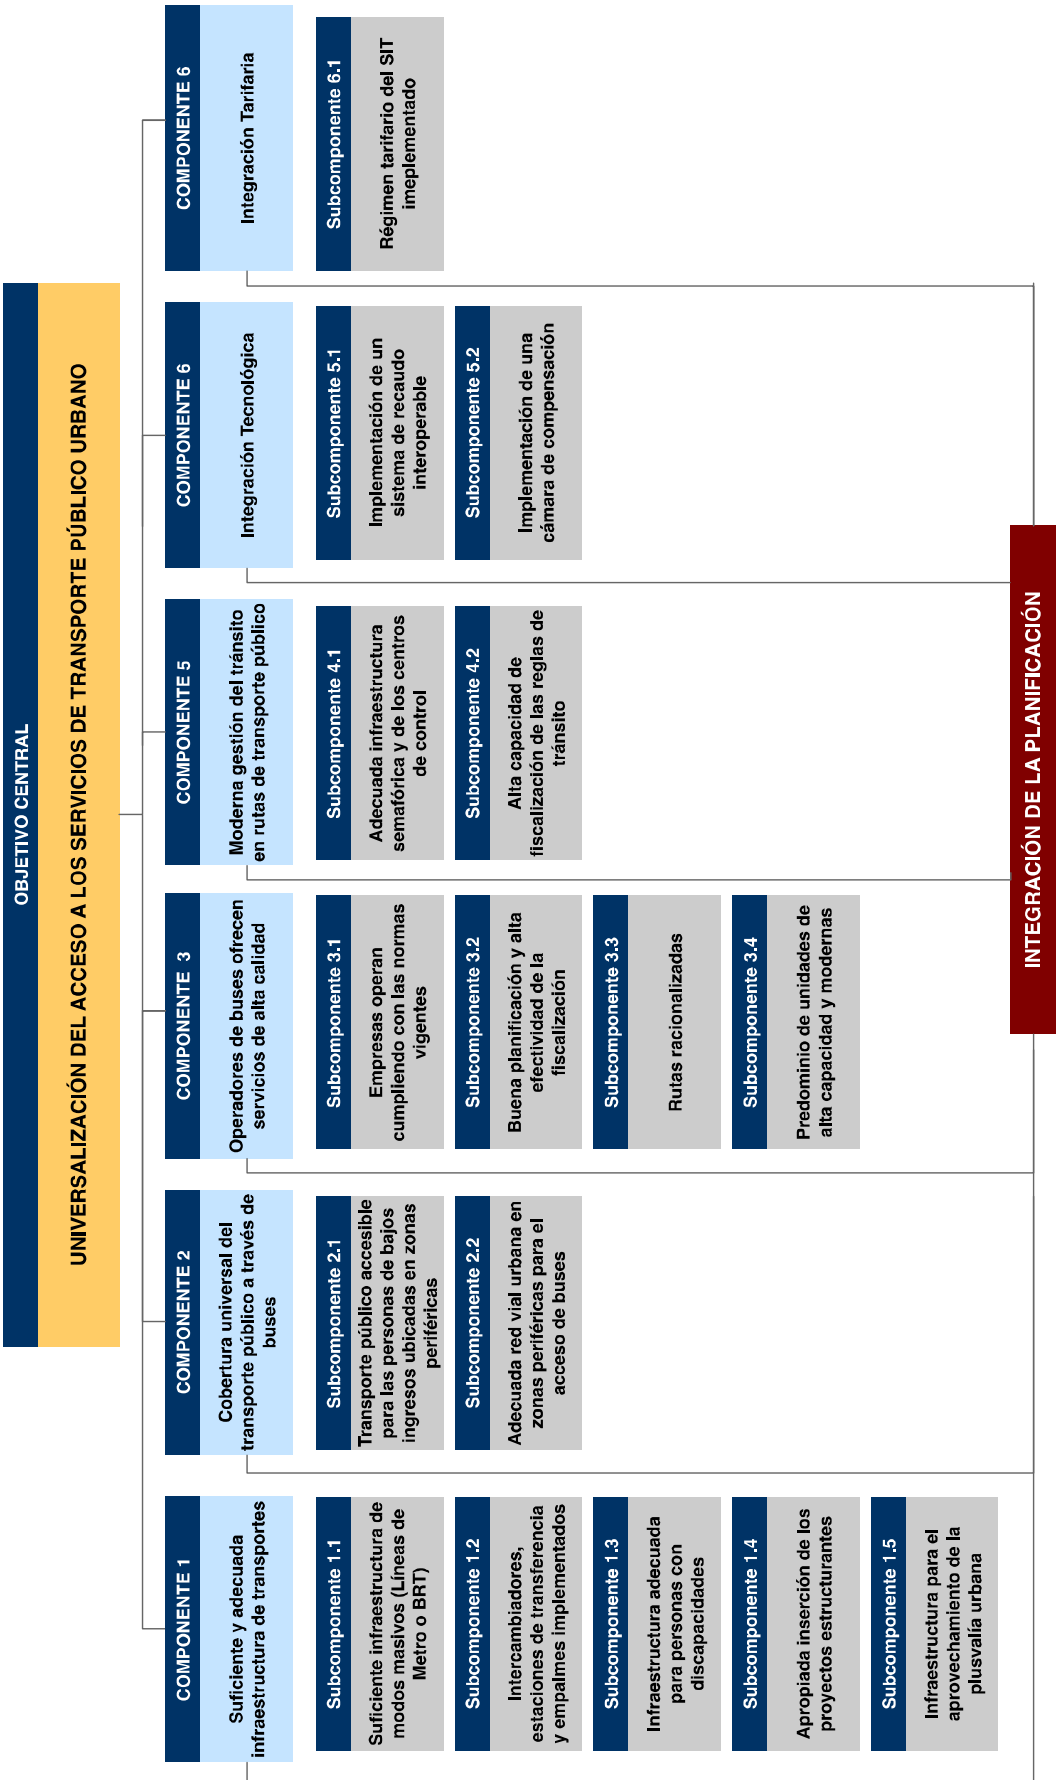 OBJETIVO CENTRAL
UNIVERSALIZACIÓN DEL ACCESO A LOS SERVICIOS DE TRANSPORTE PÚBLICO URBANO
COMPONENTE 1
Suficiente y adecuada
infraestructura de transportes
Subcomponente 1.1
Suficiente infraestructura de
modos masivos (Líneas de
Metro o BRT)
Subcomponente 1.2
Intercambiadores,
estaciones de transferencia
y empalmes implementados
Subcomponente 1.3
Infraestructura adecuada
para personas con
discapacidades
Subcomponente 1.4
Apropiada inserción de los
proyectos estructurantes
Subcomponente 1.5
Infraestructura para el
aprovechamiento de la
plusvalía urbana
COMPONENTE 2
Cobertura universal del
transporte público a través de
buses
Subcomponente 2.1
Transporte público accesible
para las personas de bajos
ingresos ubicadas en zonas
periféricas
Subcomponente 2.2
Adecuada red vial urbana en
zonas periféricas para el
acceso de buses
COMPONENTE 3
Operadores de buses ofrecen
servicios de alta calidad
Subcomponente 3.1
Empresas operan
cumpliendo con las normas
vigentes
Subcomponente 3.2
Buena planificación y alta
efectividad de la
fiscalización
Subcomponente 3.3
Rutas racionalizadas
Subcomponente 3.4
Predominio de unidades de
alta capacidad y modernas
COMPONENTE 5
Moderna gestión del tránsito
en rutas de transporte público
Subcomponente 4.1
Adecuada infraestructura
semafórica y de los centros
de control
Subcomponente 4.2
Alta capacidad de
fiscalización de las reglas de
tránsito
COMPONENTE 6
Integración Tecnológica
Subcomponente 5.1
Implementación de un
sistema de recaudo
interoperable
Subcomponente 5.2
Implementación de una
cámara de compensación
COMPONENTE 6
Integración Tarifaria
Subcomponente 6.1
Régimen tarifario del SIT
imeplementado
INTEGRACIÓN DE LA PLANIFICACIÓN